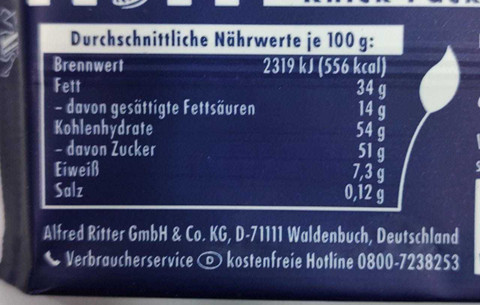 Durchschnittliche Nährwerte je 100 g:
Brennwert 2319 kJ (556 kcal)
Fett 34 g
– davon gesättigte Fettsäuren 14 g
Kohlenhydrate 54 g
– davon Zucker 51 g
Eiweiß 7,3 g
Salz 0,12 g
Alfred Ritter GmbH & Co. KG, D-71111 Waldenbuch, Deutschland
Verbraucherservice D kostenfreie Hotline 0800-7238253